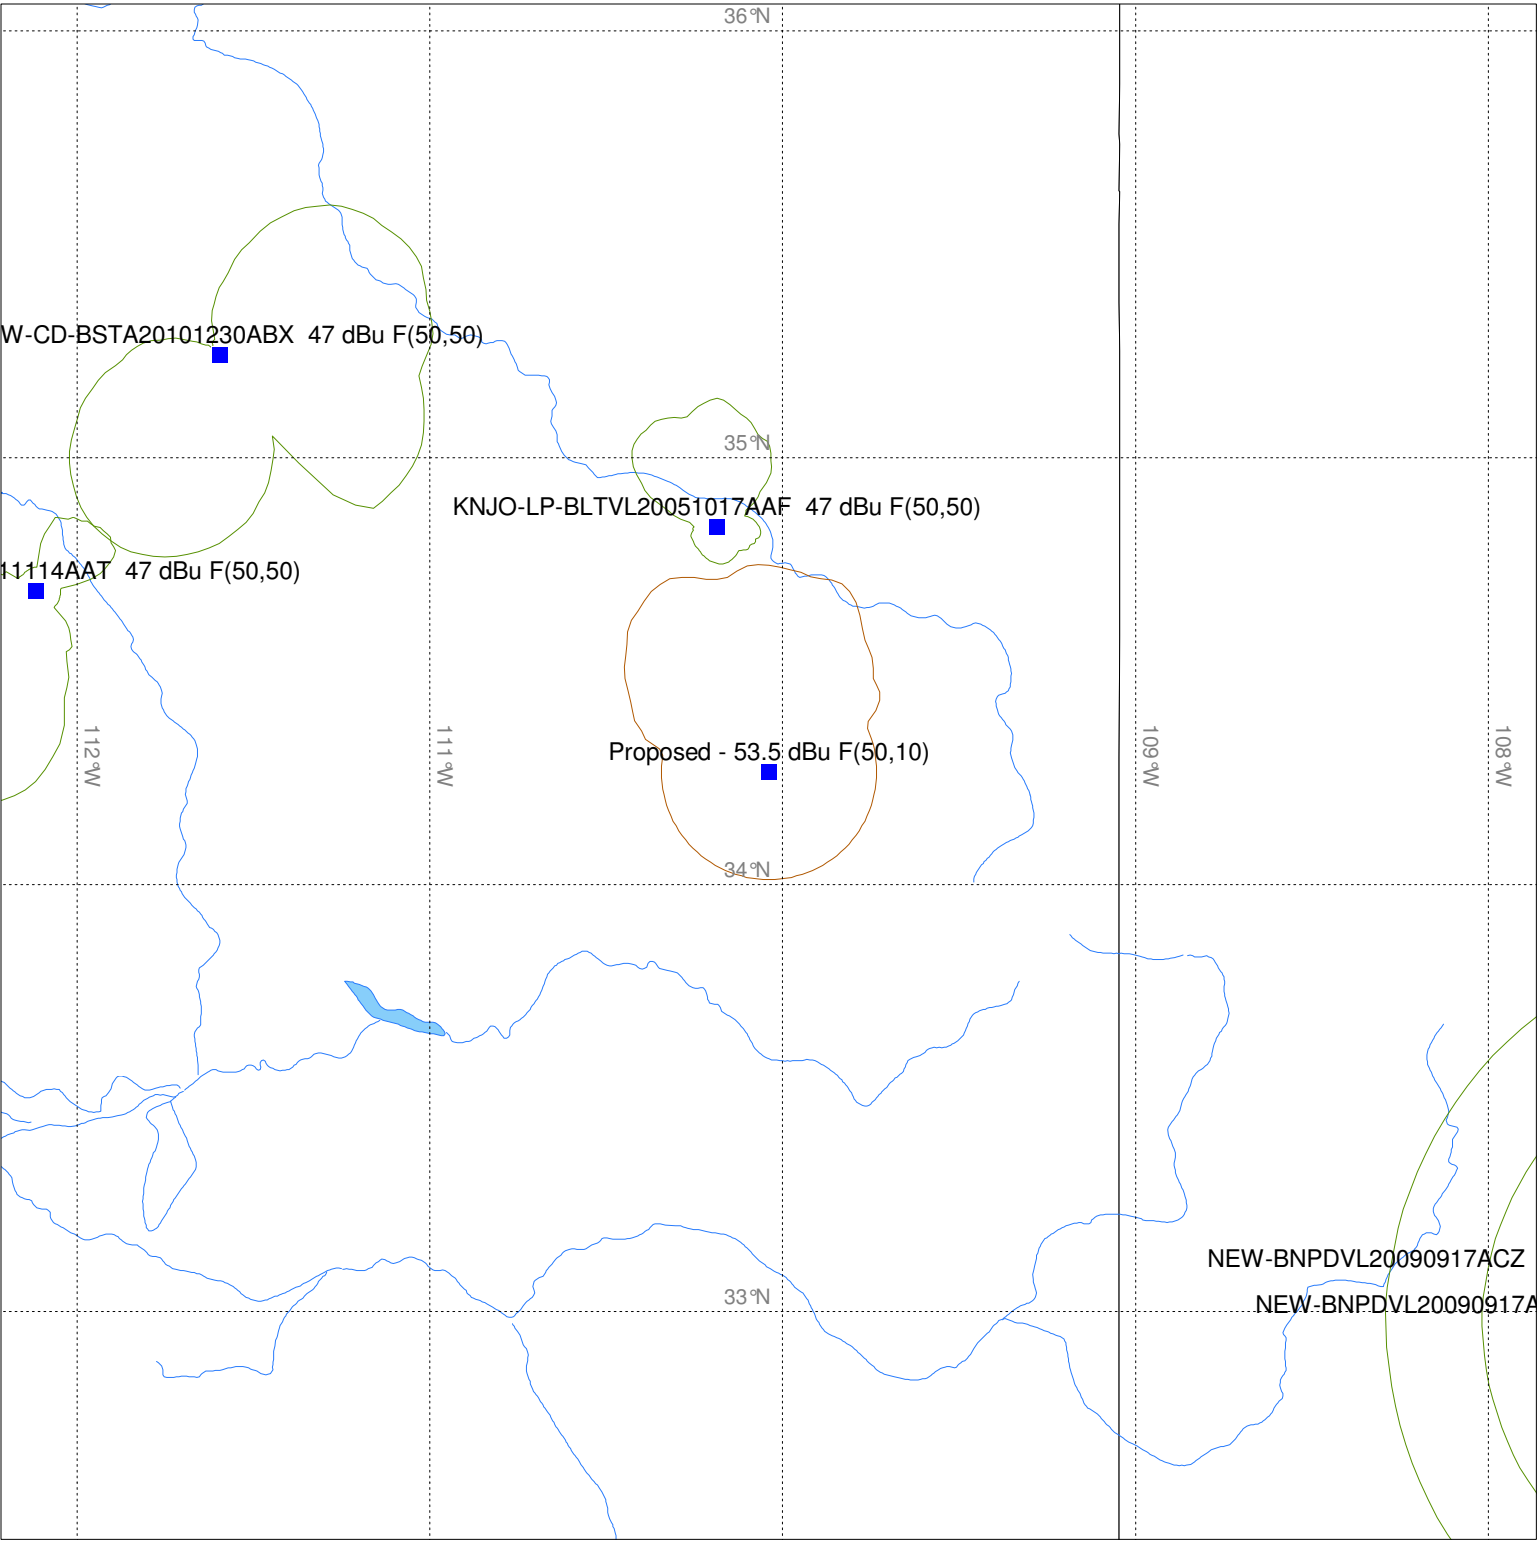 36°N
W-CD-BSTA20101230ABX 47 dBu F(50,50)
35°N
KNJO-LP-BLTVL20051017AAF 47 dBu F(50,50)
11114AAT 47 dBu F(50,50)
112°W
111°W
109°W
108°W
Proposed - 53.5 dBu F(50,10)
34°N
NEW-BNPDVL20090917ACZ
33°N
NEW-BNPDVL20090917A